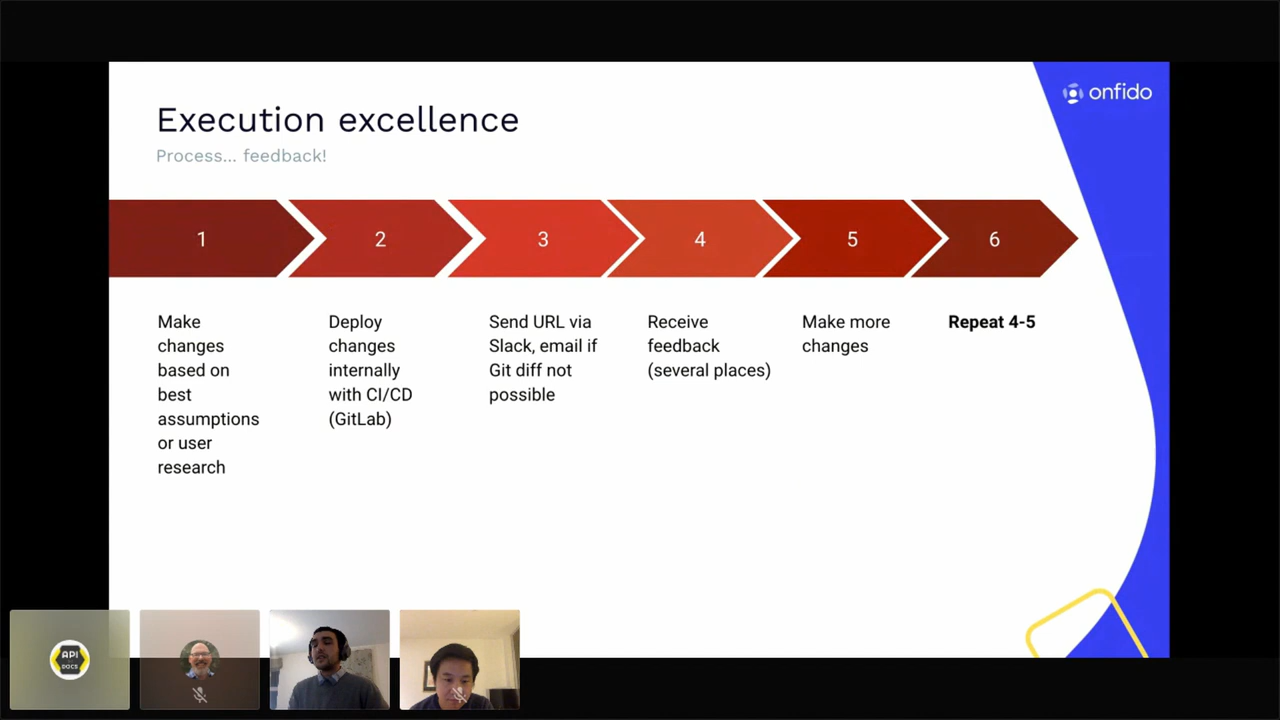 onfido
Execution excellence
Process... feedback!
1
2
3
4
5
6
Make
changes
based on
best
assumptions
or user
research
Deploy
changes
internally
with CI/CD
(GitLab)
Send URL via
Slack, email if
Git diff not
possible
Receive
feedback
(several places)
Make more
changes
Repeat 4-5
API
DOCS